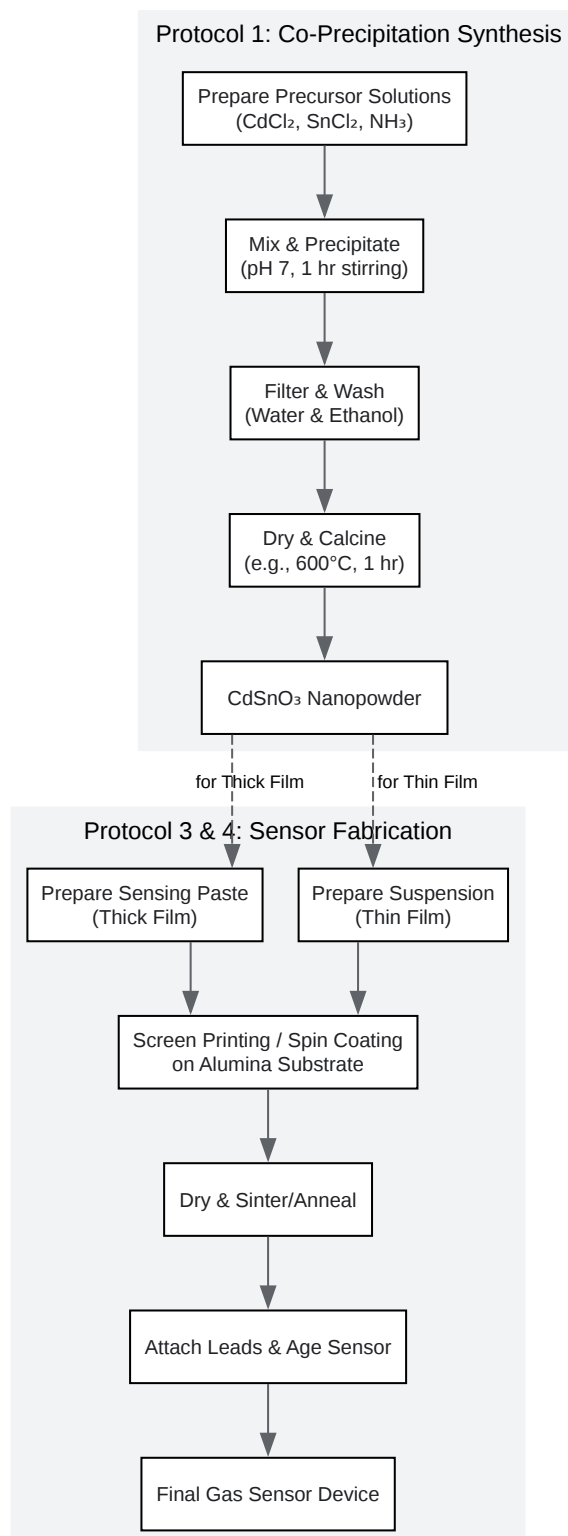 Protocol 1: Co-Precipitation Synthesis
Prepare Precursor Solutions
(CdCl₂, SnCl₂, NH₃)
Mix & Precipitate
(pH 7, 1 hr stirring)
Filter & Wash
(Water & Ethanol)
Dry & Calcine
(e.g., 600°C, 1 hr)
CdSnO₃ Nanopowder
for Thick Film
for Thin Film
Protocol 3 & 4: Sensor Fabrication
Prepare Sensing Paste
(Thick Film)
Prepare Suspension
(Thin Film)
Screen Printing / Spin Coating
on Alumina Substrate
Dry & Sinter/Anneal
Attach Leads & Age Sensor
Final Gas Sensor Device